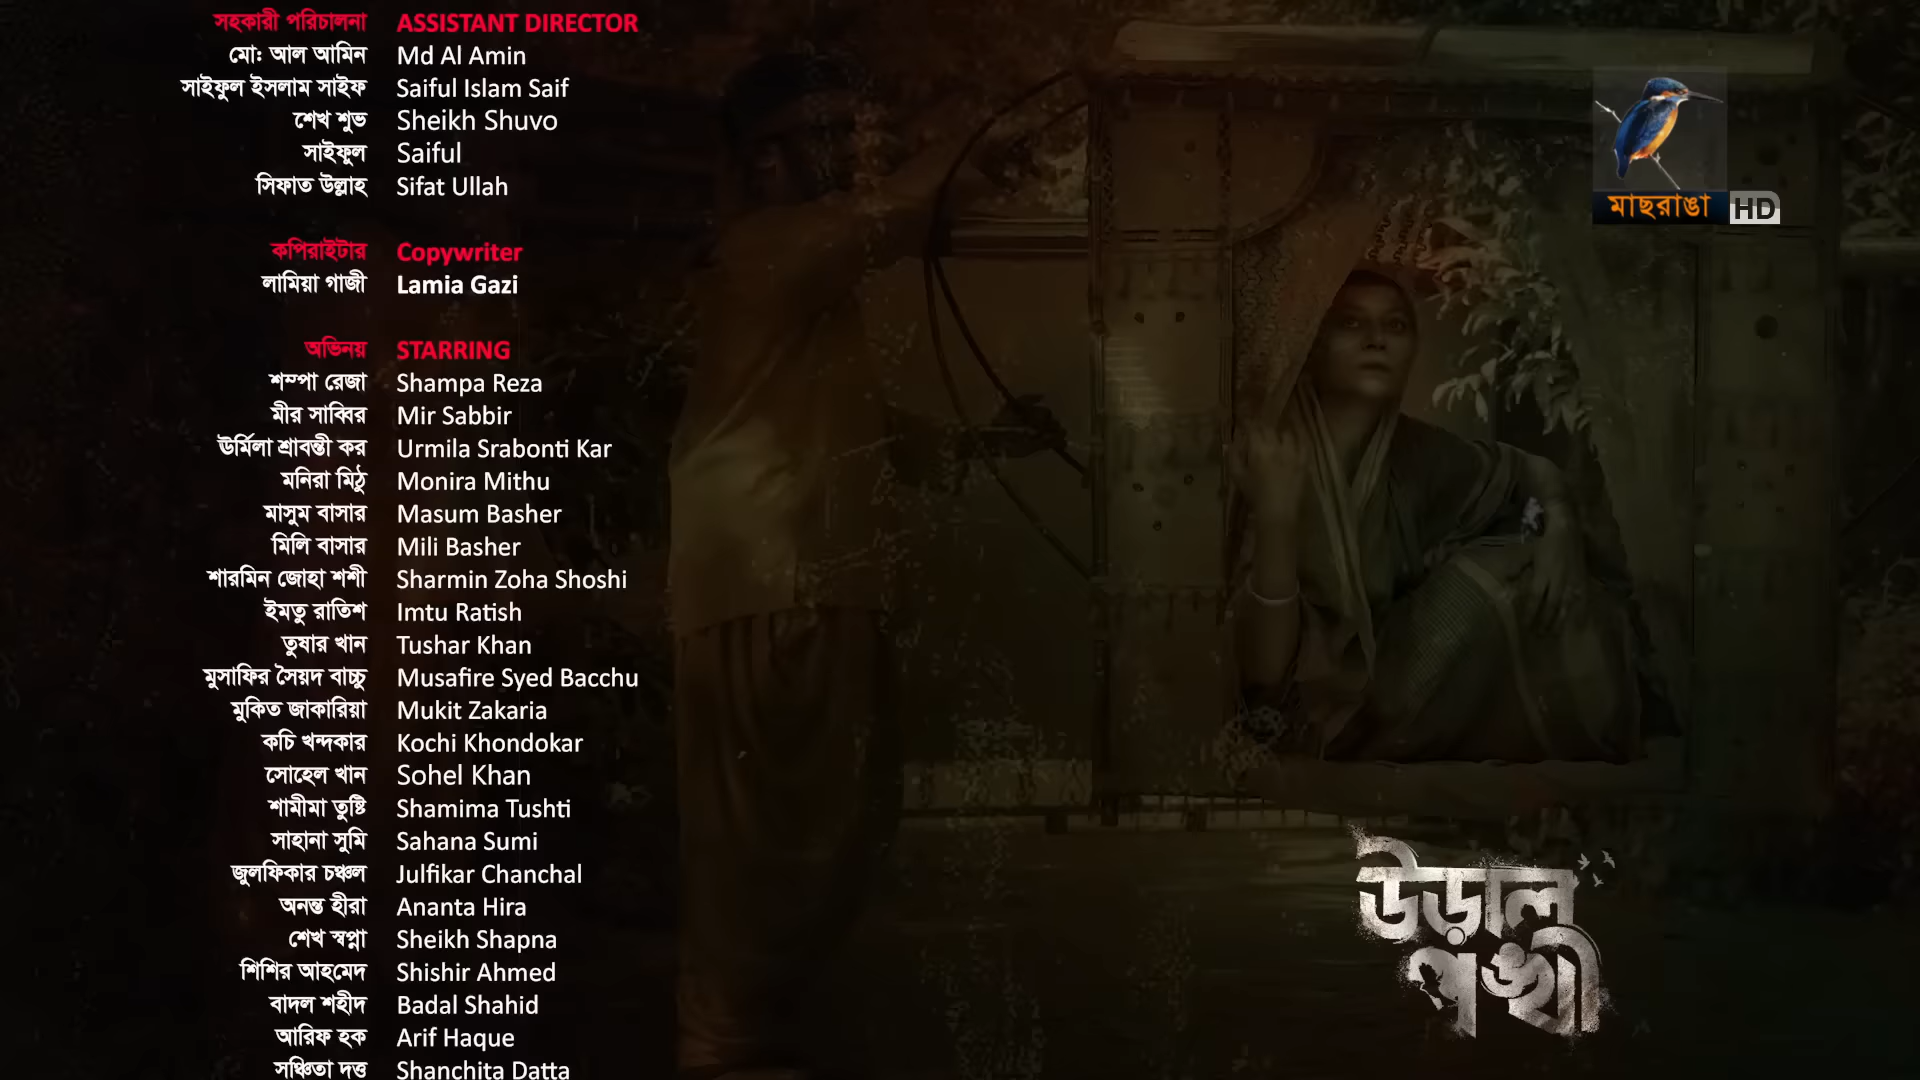 সহকারী পরিচালনা ASSISTANT DIRECTOR
মো: আল আমিন Md Al Amin
সাইফুল ইসলাম সাইফ Saiful Islam Saif
শেখ শুভ Sheikh Shuvo
সাইফুল Saiful
সিফাত উল্লাহ Sifat Ullah
কপিরাইটার Copywriter
লামিয়া গাজী Lamia Gazi
অভিনয় STARRING
শম্পা রেজা Shampa Reza
মীর সাব্বির Mir Sabbir
ঊর্মিলা শ্রাবন্তী কর Urmila Srabonti Kar
মনিরা মিঠু Monira Mithu
মাসুম বাসার Masum Basher
মিলি বাসার Mili Basher
শারমিন জোহা শশী Sharmin Zoha Shoshi
ইমতু রাতিশ Imtu Ratish
তুষার খান Tushar Khan
মুসাফির সৈয়দ বাচ্চু Musafire Syed Bacchu
মুকিত জাকারিয়া Mukit Zakaria
কচি খন্দকার Kochi Khondokar
সোহেল খান Sohel Khan
শামীমা তুষ্টি Shamima Tushti
সাহানা সুমি Sahana Sumi
জুলফিকার চঞ্চল Julfikar Chanchal
অনন্ত হীরা Ananta Hira
শেখ স্বপ্না Sheikh Shapna
শিশির আহমেদ Shishir Ahmed
বাদল শহীদ Badal Shahid
আরিফ হক Arif Haque
সঞ্চিতা দত্ত Shanchita Datta
মাছরাঙা HD
উড়াল
পঙ্খী